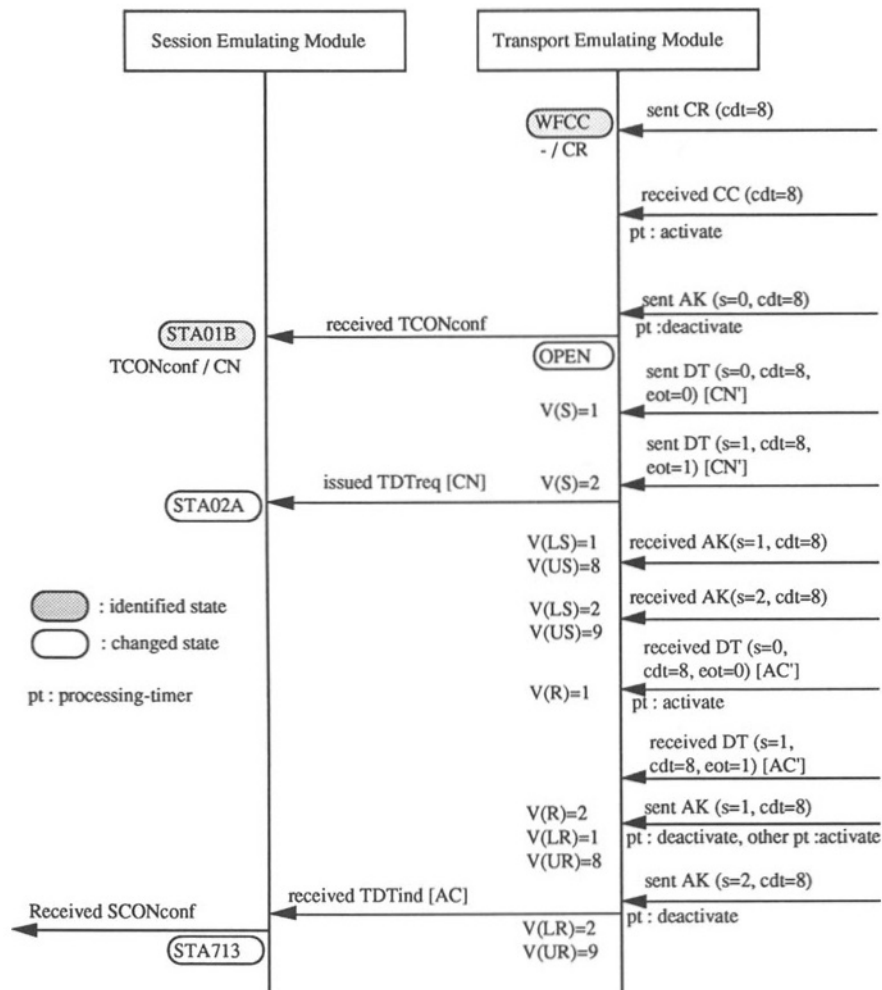 Session Emulating Module
Transport Emulating Module
WFCC
- / CR
sent CR (cdt=8)
received CC (cdt=8)
pt : activate
sent AK (s=0, cdt=8)
pt :deactivate
received TCONconf
STA01B
TCONconf / CN
OPEN
sent DT (s=0, cdt=8,
eot=0) [CN']
V(S)=1
sent DT (s=1, cdt=8,
eot=1) [CN']
issued TDTreq [CN]
V(S)=2
STA02A
V(LS)=1
V(US)=8
received AK(s=1, cdt=8)
V(LS)=2
V(US)=9
received AK(s=2, cdt=8)
: identified state
: changed state
pt : processing-timer
received DT (s=0,
cdt=8, eot=0) [AC']
V(R)=1
pt : activate
received DT (s=1,
cdt=8, eot=1) [AC']
V(R)=2
V(LR)=1
V(UR)=8
sent AK (s=1, cdt=8)
pt : deactivate, other pt :activate
sent AK (s=2, cdt=8)
received TDTind [AC]
pt : deactivate
Received SCONconf
V(LR)=2
V(UR)=9
STA713